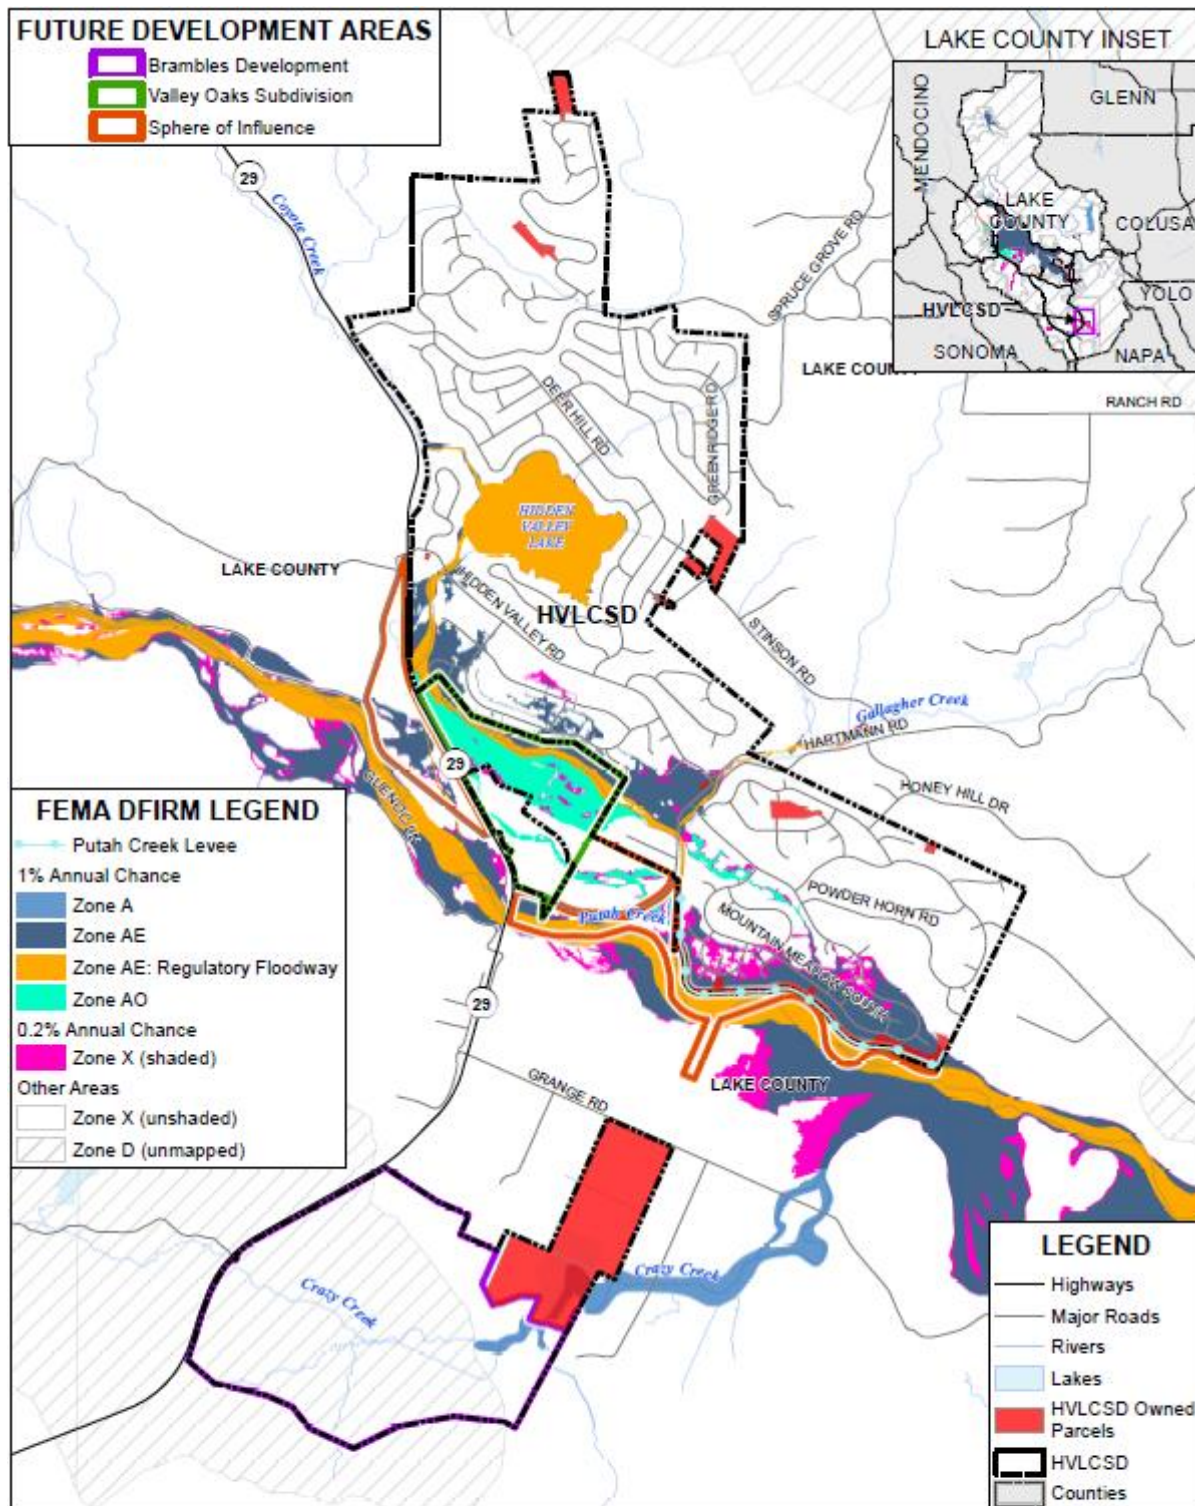 FUTURE DEVELOPMENT AREAS
Brambles Development
Valley Oaks Subdivision
Sphere of Influence
LAKE COUNTY INSET
MENDOCINO
GLENN
LAKE
COUNTY
COLUSA
YOLO
HVLCSD
SONOMA
NAPA
29
Coyote Creek
SPRUCE GROVE RD
LAKE COUNTY
RANCH RD
DEER HILL RD
GREENRIDGE RD
HIDDEN
VALLEY
LAKE
LAKE COUNTY
HIDDEN VALLEY RD
HVLCSD
STINSON RD
Gallagher Creek
HARTMANN RD
29
HONEY HILL DR
FEMA DFIRM LEGEND
Putah Creek Levee
1% Annual Chance
Zone A
Zone AE
Zone AE: Regulatory Floodway
Zone AO
0.2% Annual Chance
Zone X (shaded)
Other Areas
Zone X (unshaded)
Zone D (unmapped)
POWDER HORN RD
Putah Creek
MOUNTAIN MEADOW
29
GRANGE RD
LAKE COUNTY
Crazy Creek
Crazy Creek
LEGEND
Highways
Major Roads
Rivers
Lakes
HVLCSD Owned
Parcels
HVLCSD
Counties